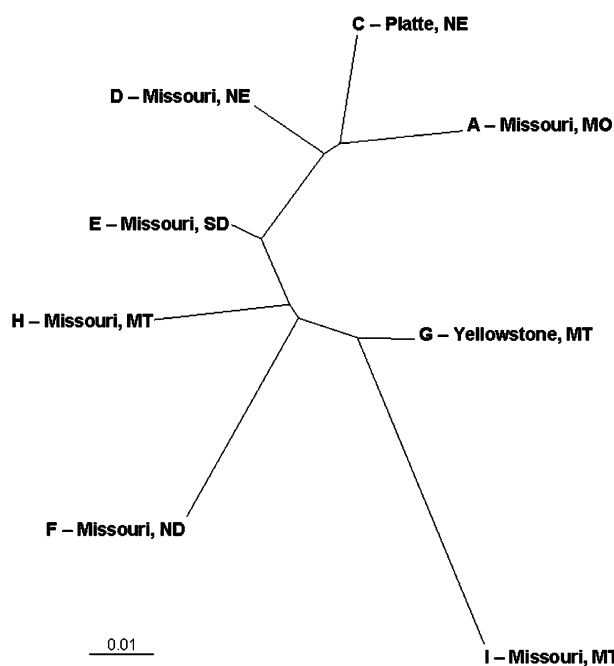 C – Platte, NE
D – Missouri, NE
A – Missouri, MO
E – Missouri, SD
H – Missouri, MT
G – Yellowstone, MT
F – Missouri, ND
0.01
I – Missouri, MT